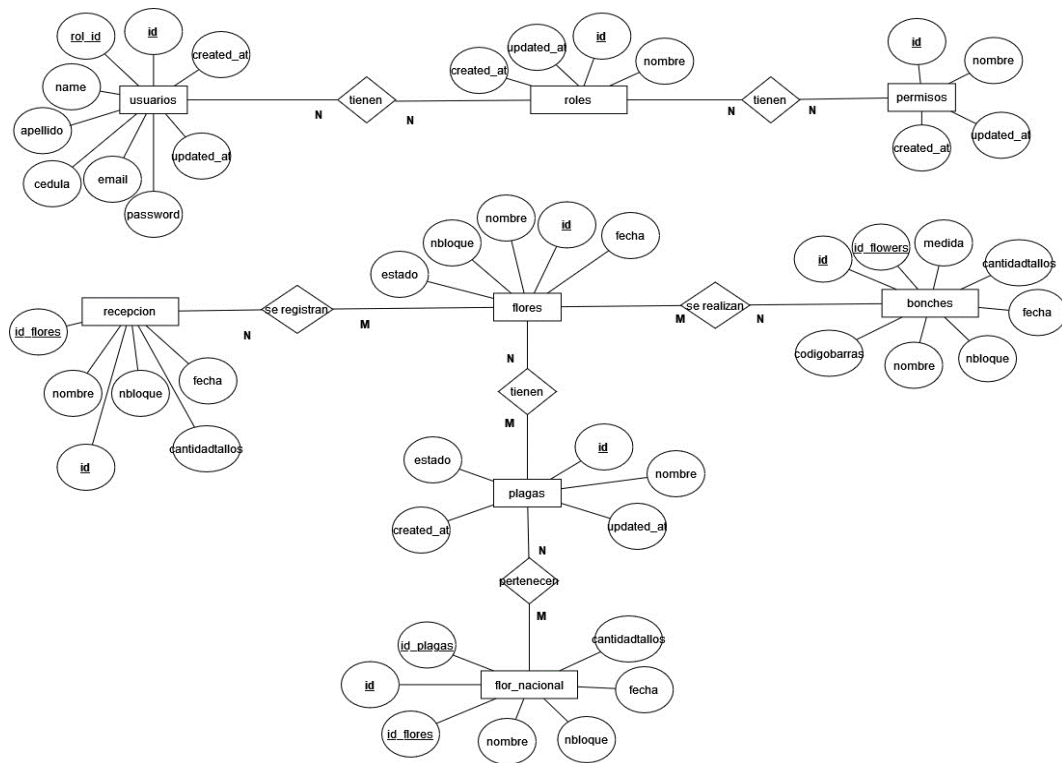 rol_id
id
created_at
name
usuarios
apellido
cedula
email
password
updated_at
N
tienen
N
created_at
updated_at
id
nombre
roles
N
tienen
N
id
nombre
permisos
created_at
updated_at
estado
nbloque
nombre
id
fecha
flores
recepcion
N
se registran
M
id_flores
nombre
id
nbloque
cantidadtallos
fecha
M
se realizan
N
id
id_flowers
medida
cantidadtallos
bonches
fecha
codigobarras
nombre
nbloque
N
tienen
M
estado
id
nombre
plagas
created_at
updated_at
N
pertenecen
M
id_plagas
cantidadtallos
id
flor_nacional
fecha
id_flores
nombre
nbloque